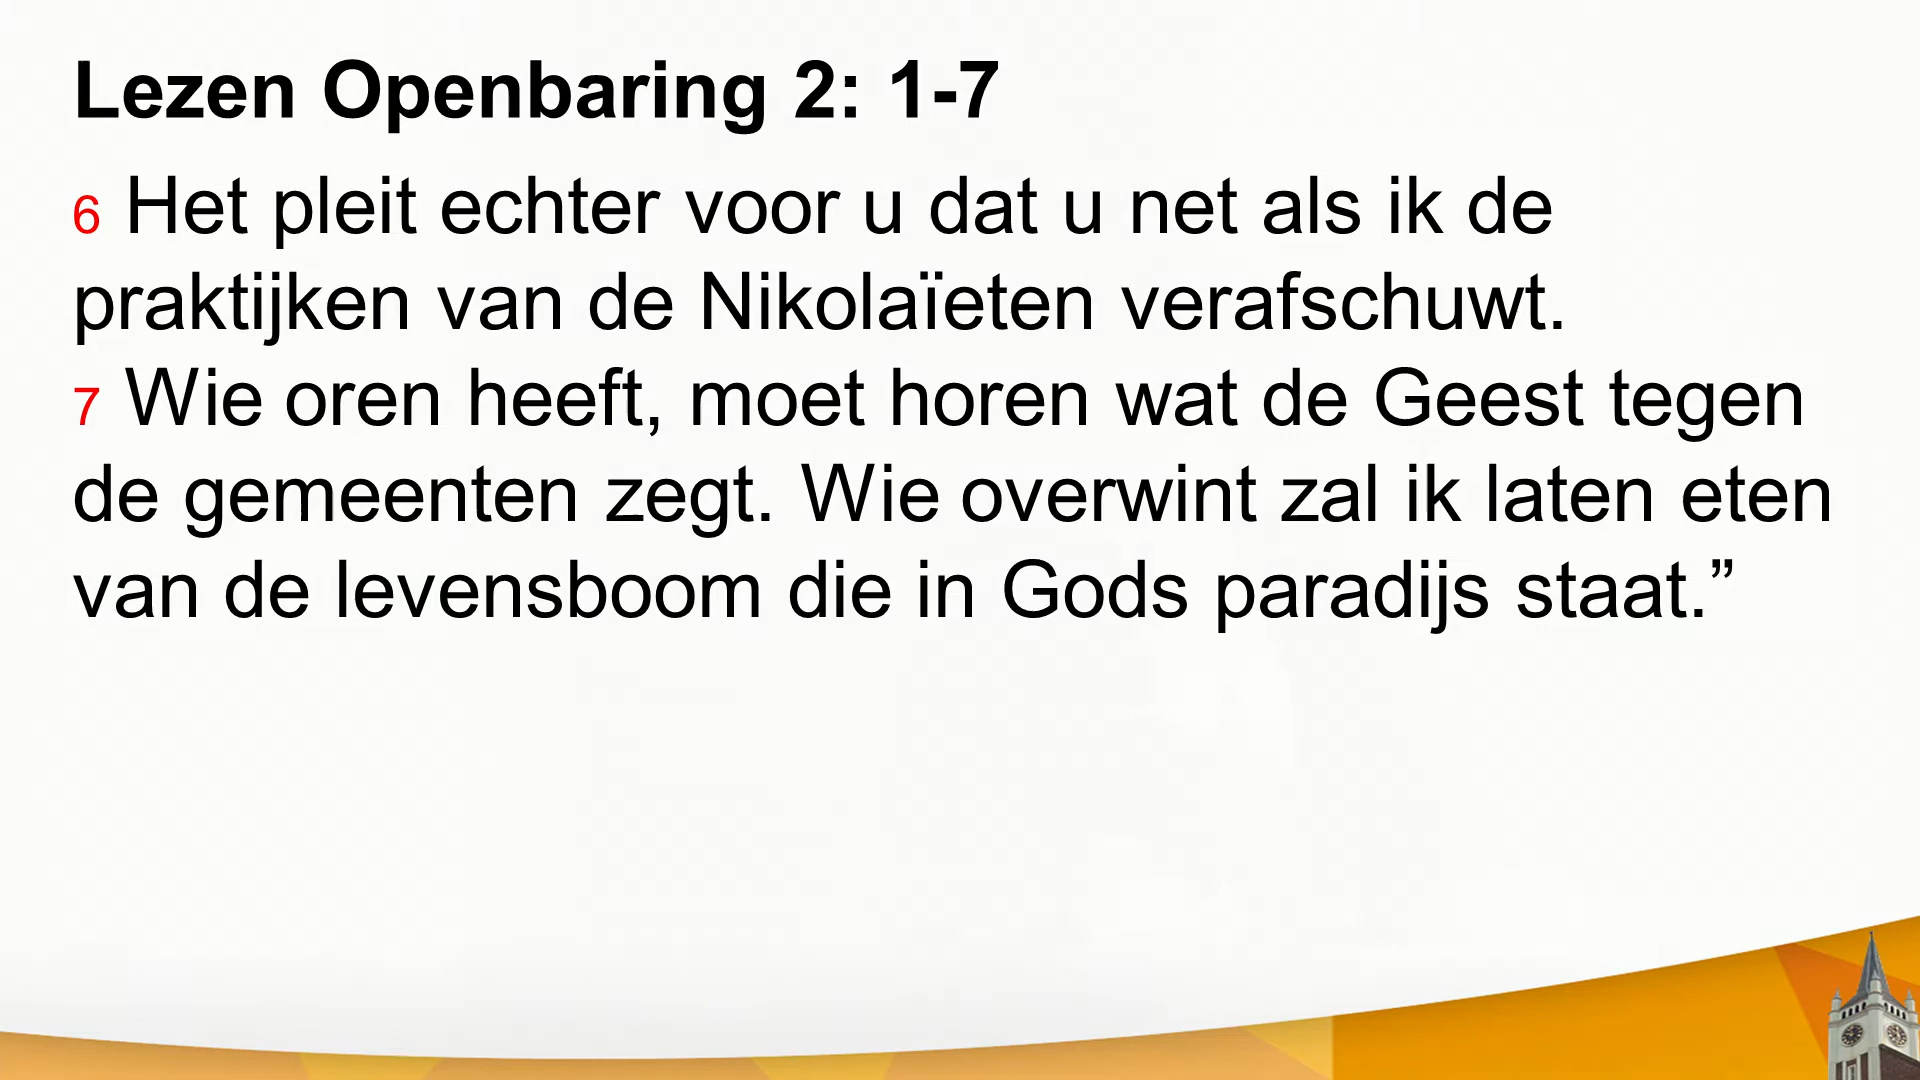 Lezen Openbaring 2: 1-7
6 Het pleit echter voor u dat u net als ik de
praktijken van de Nikolaïeten verafschuwt.
7 Wie oren heeft, moet horen wat de Geest tegen
de gemeenten zegt. Wie overwint zal ik laten eten
van de levensboom die in Gods paradijs staat.”